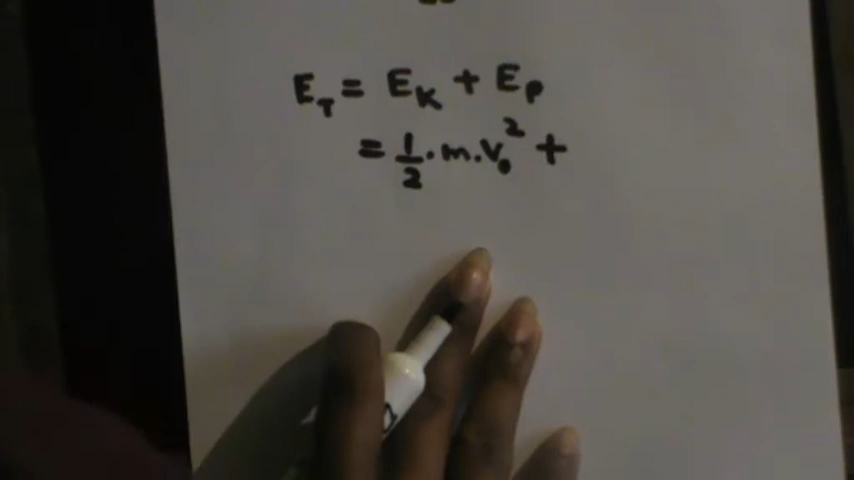 E_T = E_K + E_P
= 1/2 · m · V_0^2 +